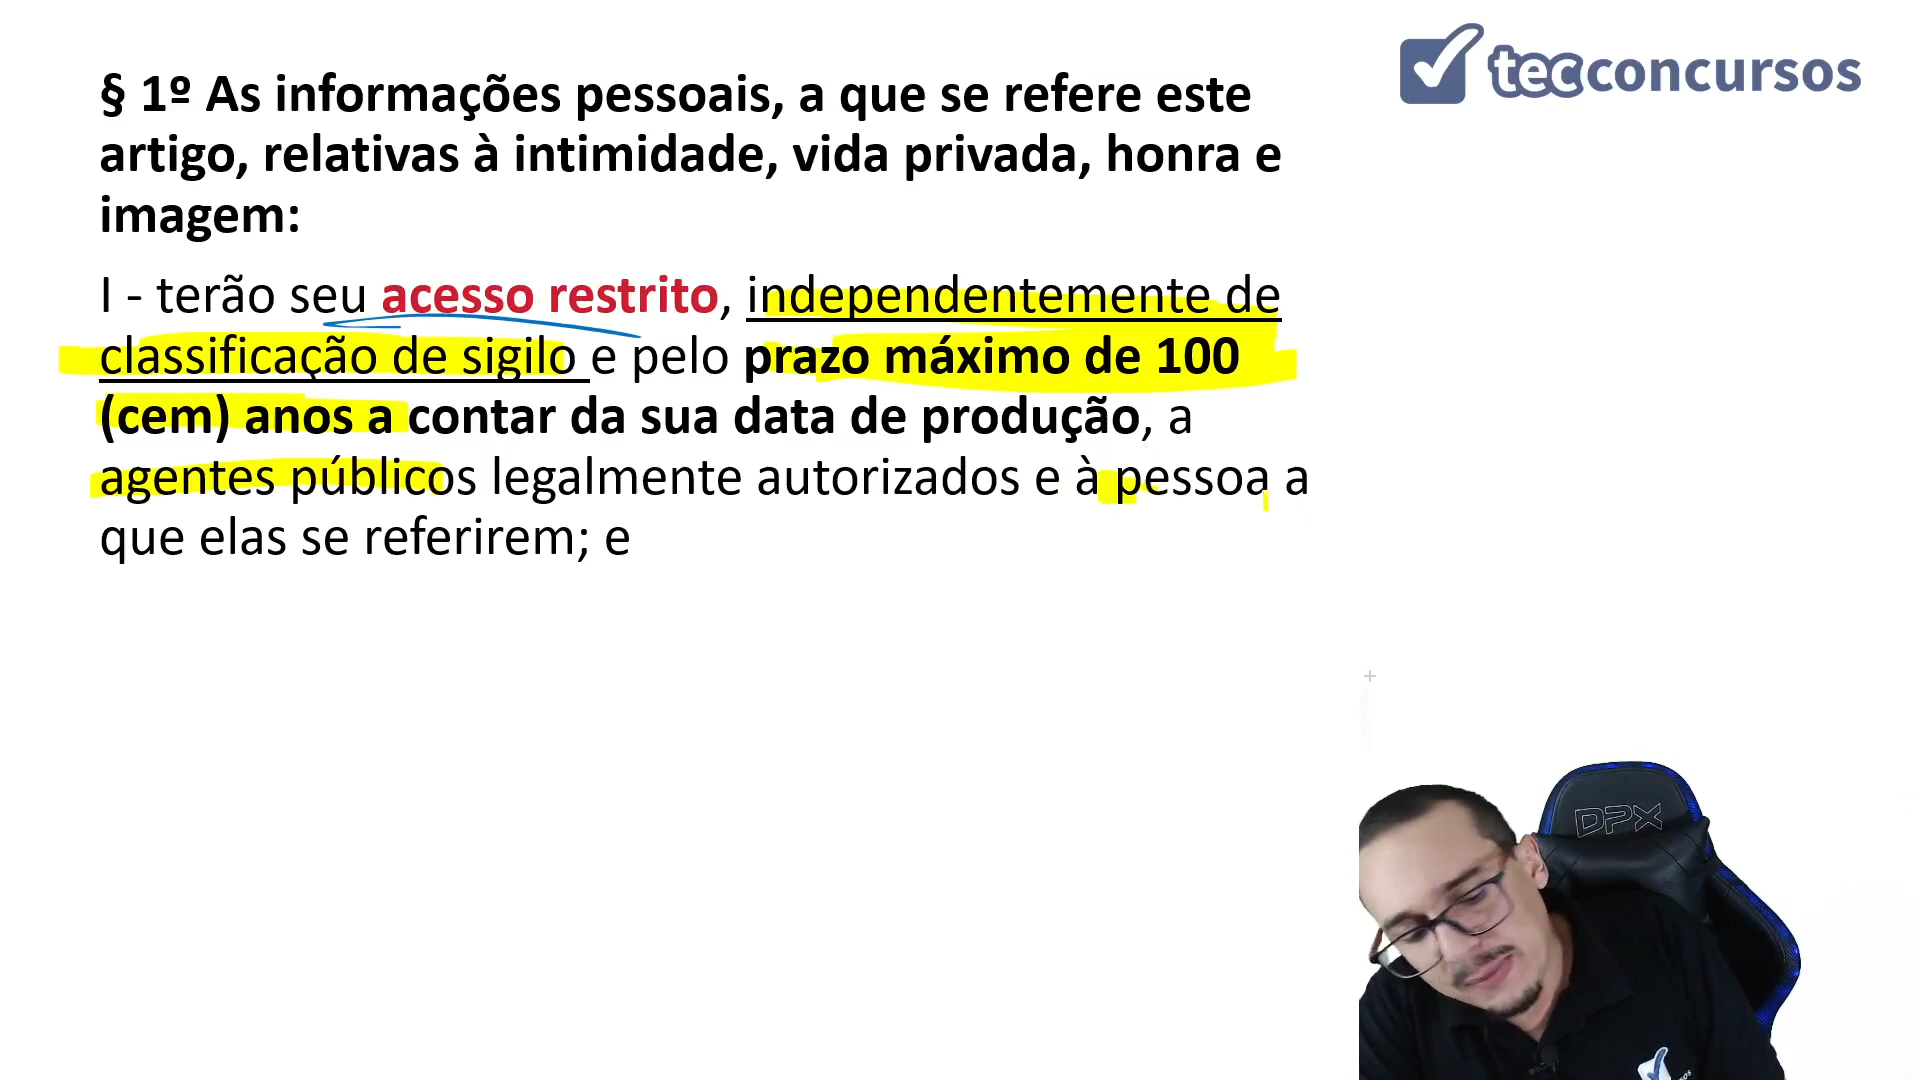 tecconcursos
§ 1º As informações pessoais, a que se refere este
artigo, relativas à intimidade, vida privada, honra e
imagem:
I - terão seu acesso restrito, independentemente de
classificação de sigilo e pelo prazo máximo de 100
(cem) anos a contar da sua data de produção, a
agentes públicos legalmente autorizados e à pessoa a
que elas se referirem; e
DPX